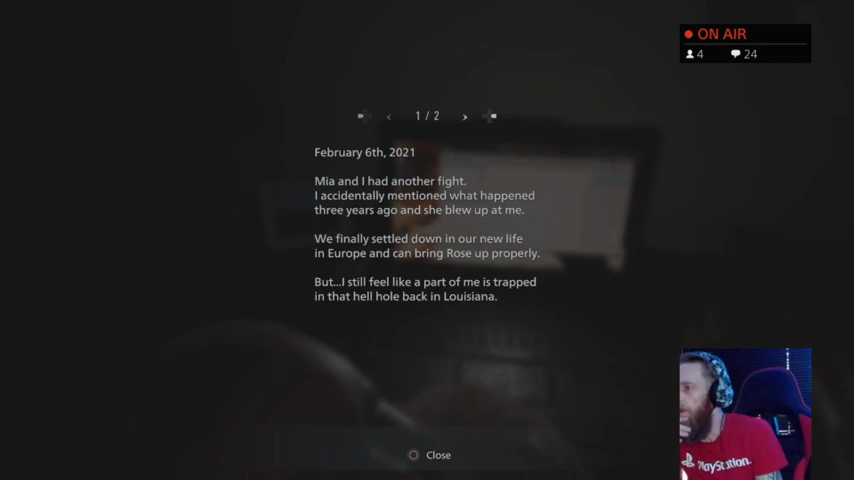 ON AIR
4 24
1 / 2
February 6th, 2021
Mia and I had another fight.
I accidentally mentioned what happened
three years ago and she blew up at me.
We finally settled down in our new life
in Europe and can bring Rose up properly.
But...I still feel like a part of me is trapped
in that hell hole back in Louisiana.
Close
PlayStation.